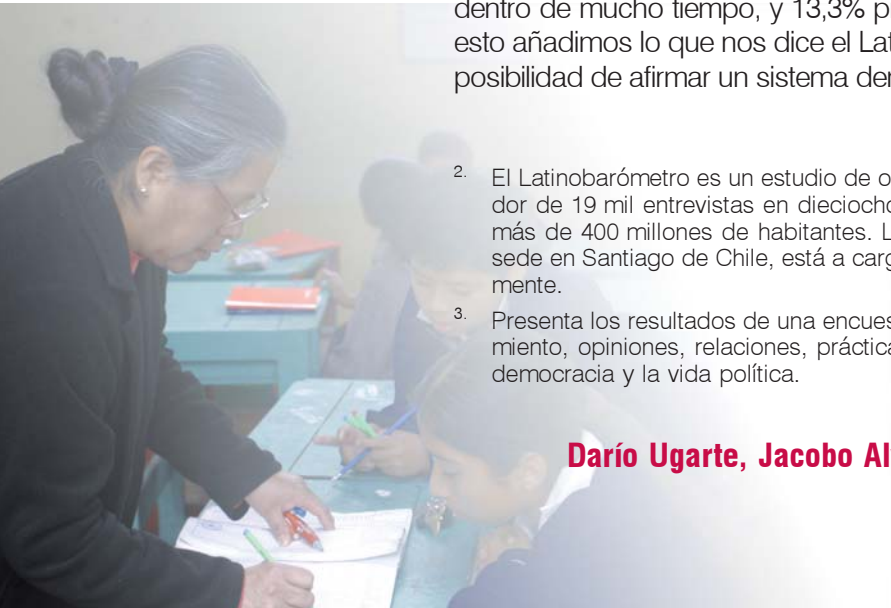 dentro de mucho tiempo, y 13,3% p
esto añadimos lo que nos dice el Lat
posibilidad de afirmar un sistema der
2. El Latinobarómetro es un estudio de o
dor de 19 mil entrevistas en dieciocho
más de 400 millones de habitantes. L
sede en Santiago de Chile, está a carg
mente.
3. Presenta los resultados de una encues
miento, opiniones, relaciones, práctica
democracia y la vida política.
Darío Ugarte, Jacobo Al